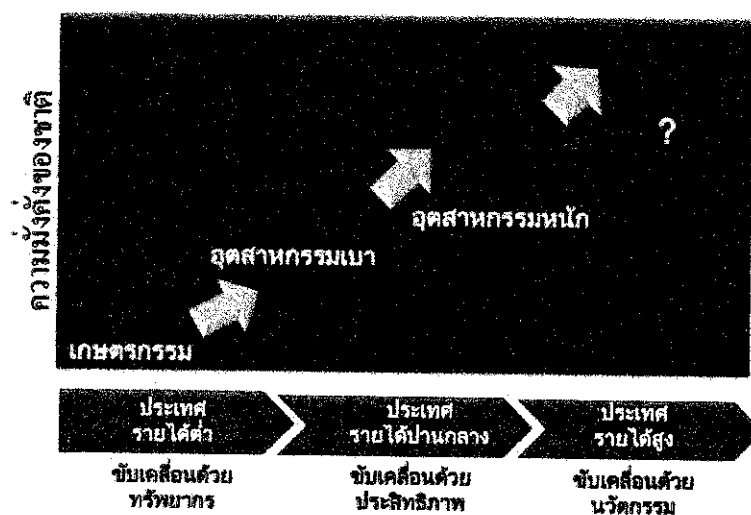 ความมั่งคั่งของชาติ
?
อุตสาหกรรมหนัก
อุตสาหกรรมเบา
เกษตรกรรม
ประเทศ
รายได้ต่ำ
ประเทศ
รายได้ปานกลาง
ประเทศ
รายได้สูง
ขับเคลื่อนด้วย
ทรัพยากร
ขับเคลื่อนด้วย
ประสิทธิภาพ
ขับเคลื่อนด้วย
นวัตกรรม